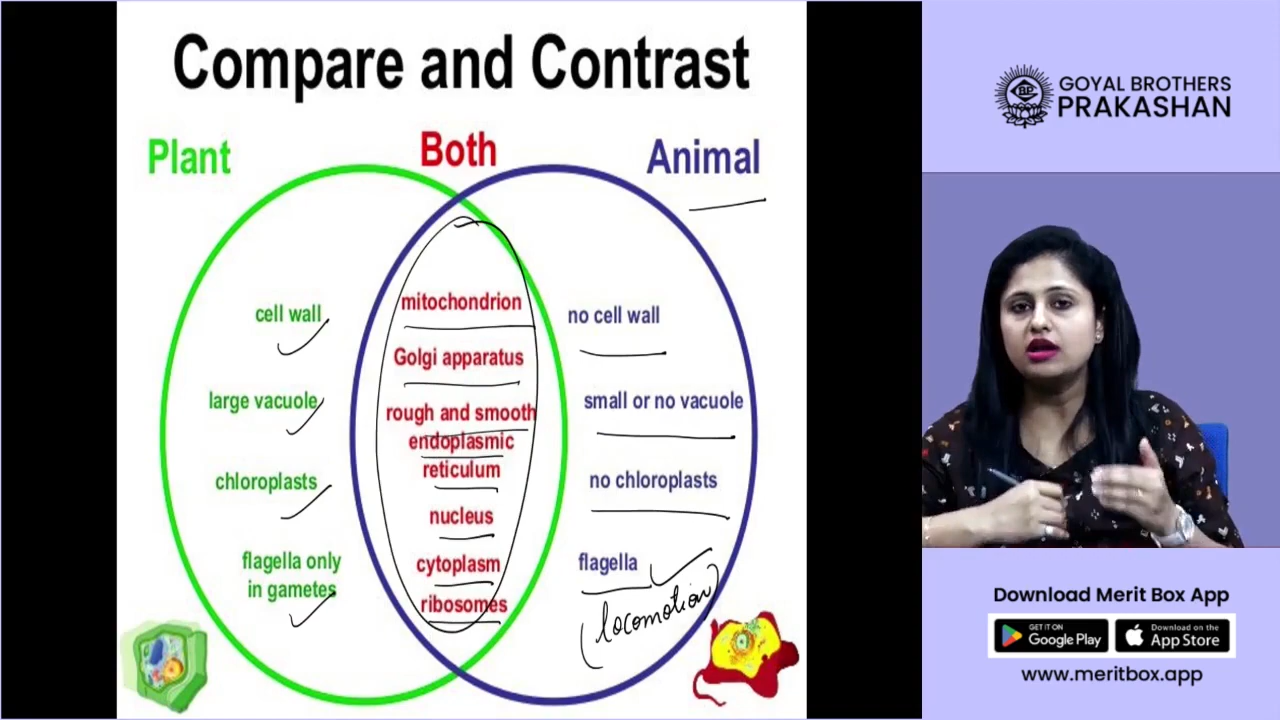 Compare and Contrast
Plant
Both
Animal
cell wall
large vacuole
chloroplasts
flagella only
in gametes
mitochondrion
Golgi apparatus
rough and smooth
endoplasmic
reticulum
nucleus
cytoplasm
ribosomes
no cell wall
small or no vacuole
no chloroplasts
flagella
(locomotion)
GBP
GOYAL BROTHERS
PRAKASHAN
Download Merit Box App
GET IT ON
Google Play
Download on the
App Store
www.meritbox.app